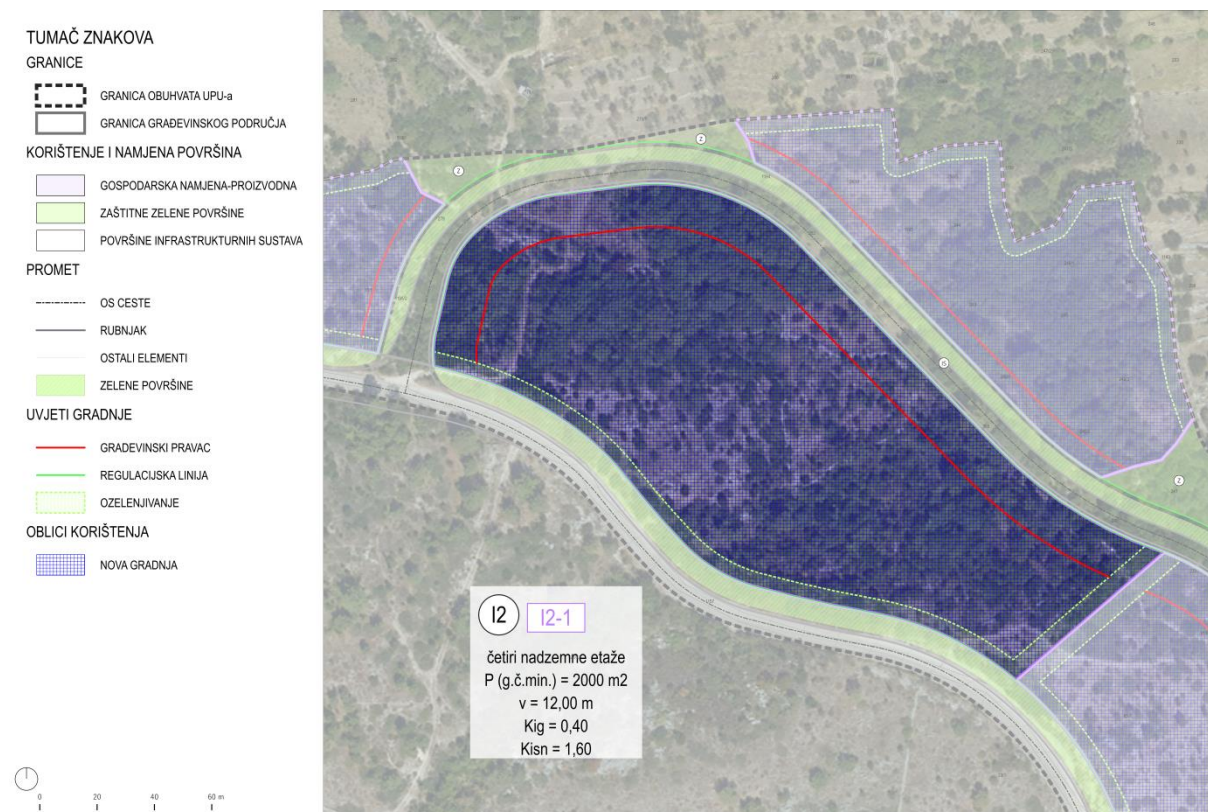 TUMAČ ZNAKOVA
GRANICE
GRANICA OBUHVATA UPU-a
GRANICA GRAĐEVINSKOG PODRUČJA
KORIŠTENJE I NAMJENA POVRŠINA
GOSPODARSKA NAMJENA-PROIZVODNA
ZAŠTITNE ZELENE POVRŠINE
POVRŠINE INFRASTRUKTURNIH SUSTAVA
PROMET
OS CESTE
RUBNJAK
OSTALI ELEMENTI
ZELENE POVRŠINE
UVJETI GRADNJE
GRAĐEVINSKI PRAVAC
REGULACIJSKA LINIJA
OZELENJIVANJE
OBLICI KORIŠTENJA
NOVA GRADNJA
0 20 40 60 m
Z
Z
IS
Z
I2 I2-1
četiri nadzemne etaže
P (g.č.min.) = 2000 m2
v = 12,00 m
Kig = 0,40
Kisn = 1,60